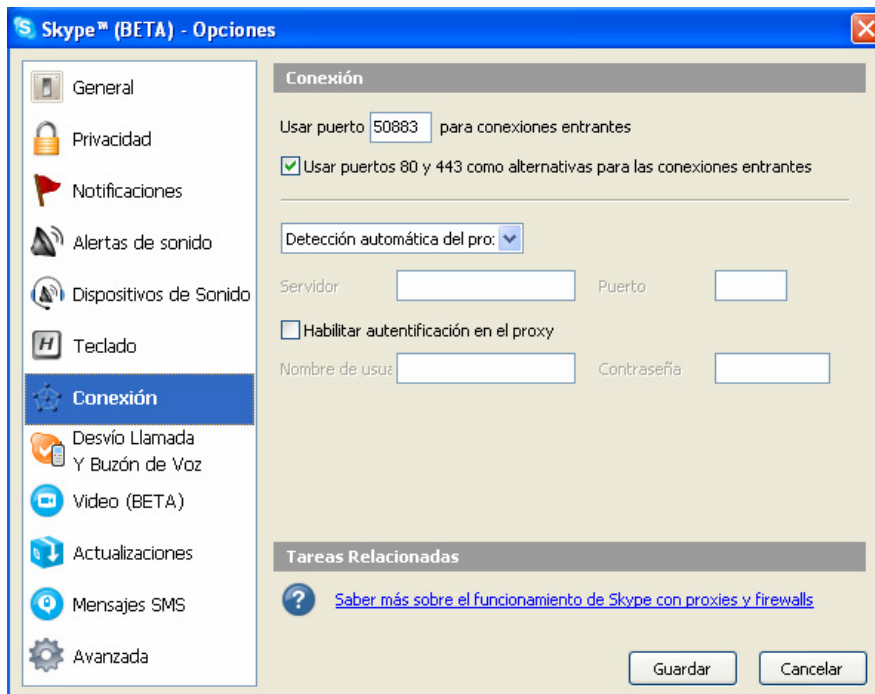 Skype™ (BETA) - Opciones
General
Privacidad
Notificaciones
Alertas de sonido
Dispositivos de Sonido
H Teclado
Conexión
Desvío Llamada
Y Buzón de Voz
Video (BETA)
Actualizaciones
Mensajes SMS
Avanzada
Conexión
Usar puerto 50883 para conexiones entrantes
Usar puertos 80 y 443 como alternativas para las conexiones entrantes
Detección automática del pro:
Servidor Puerto
Habilitar autentificación en el proxy
Nombre de usua Contraseña
Tareas Relacionadas
? Saber más sobre el funcionamiento de Skype con proxies y firewalls
Guardar Cancelar